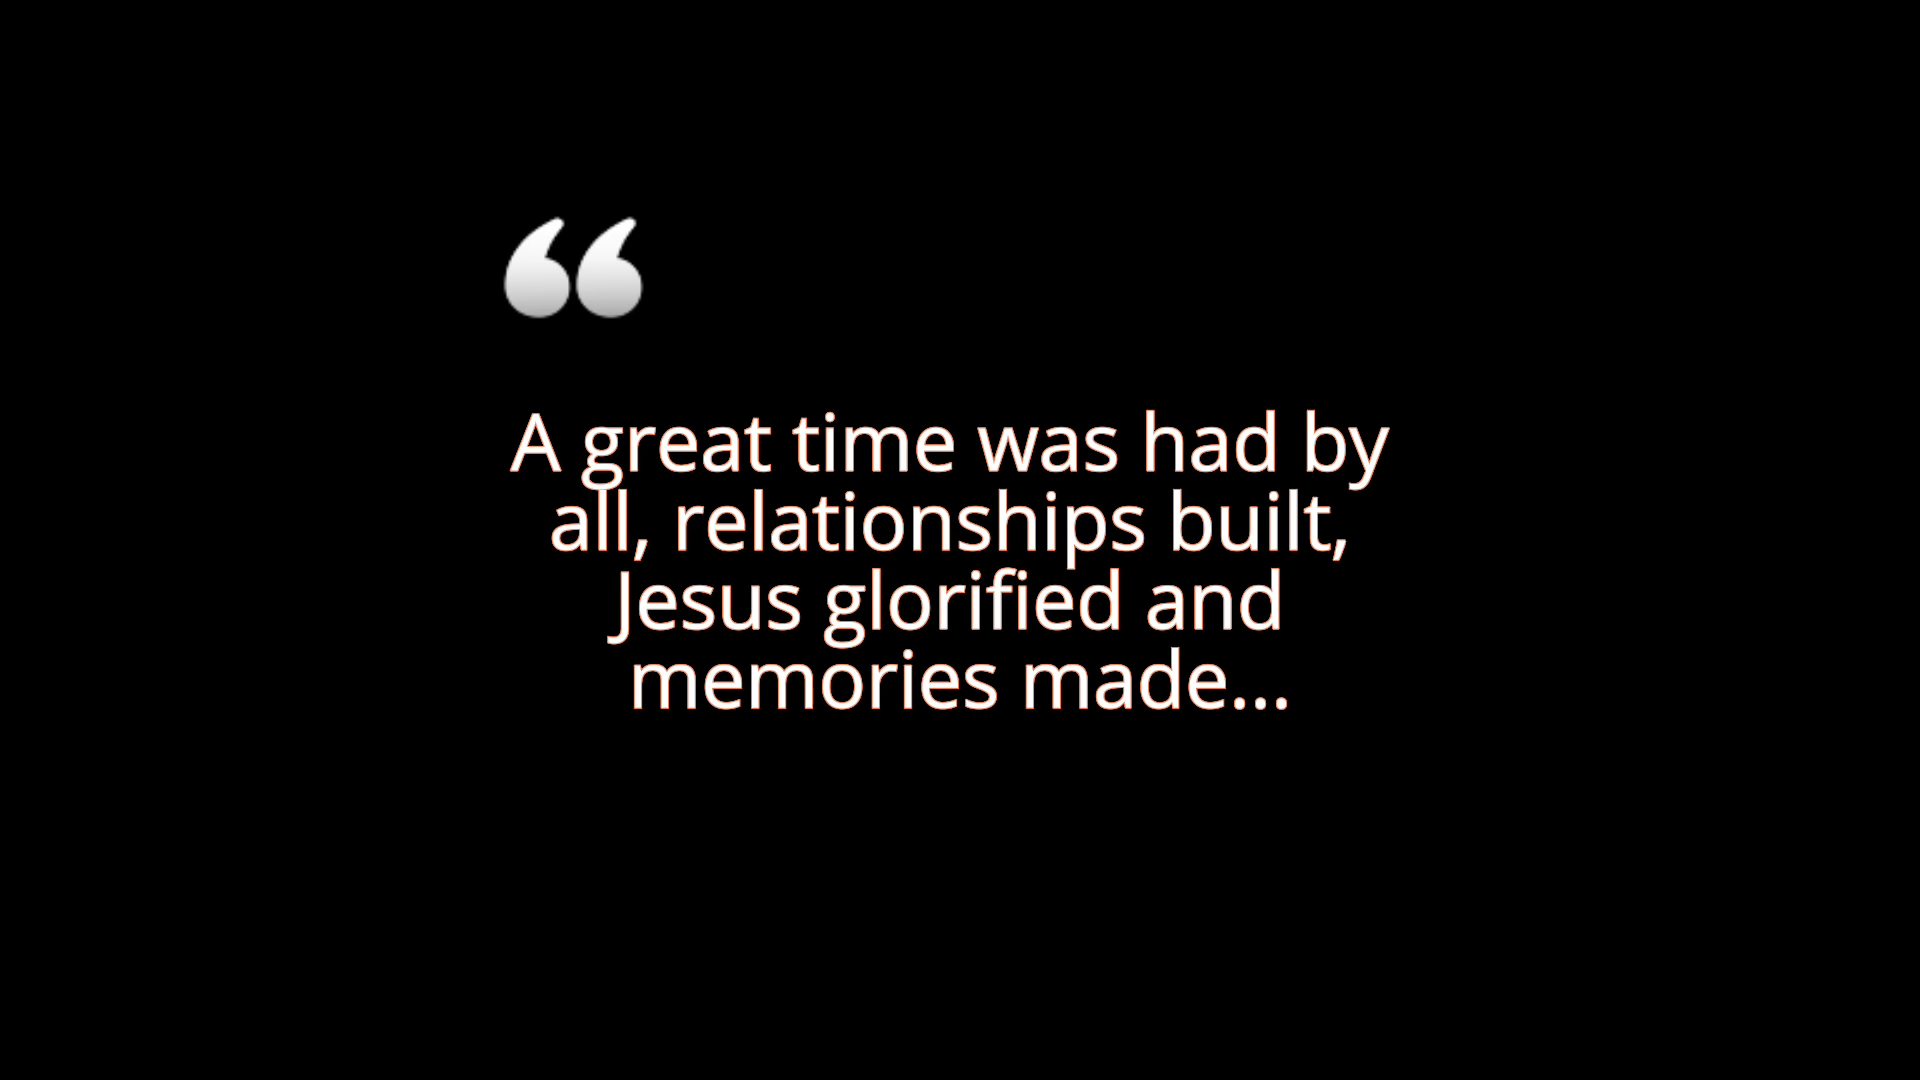 “
A great time was had by
all, relationships built,
Jesus glorified and
memories made...